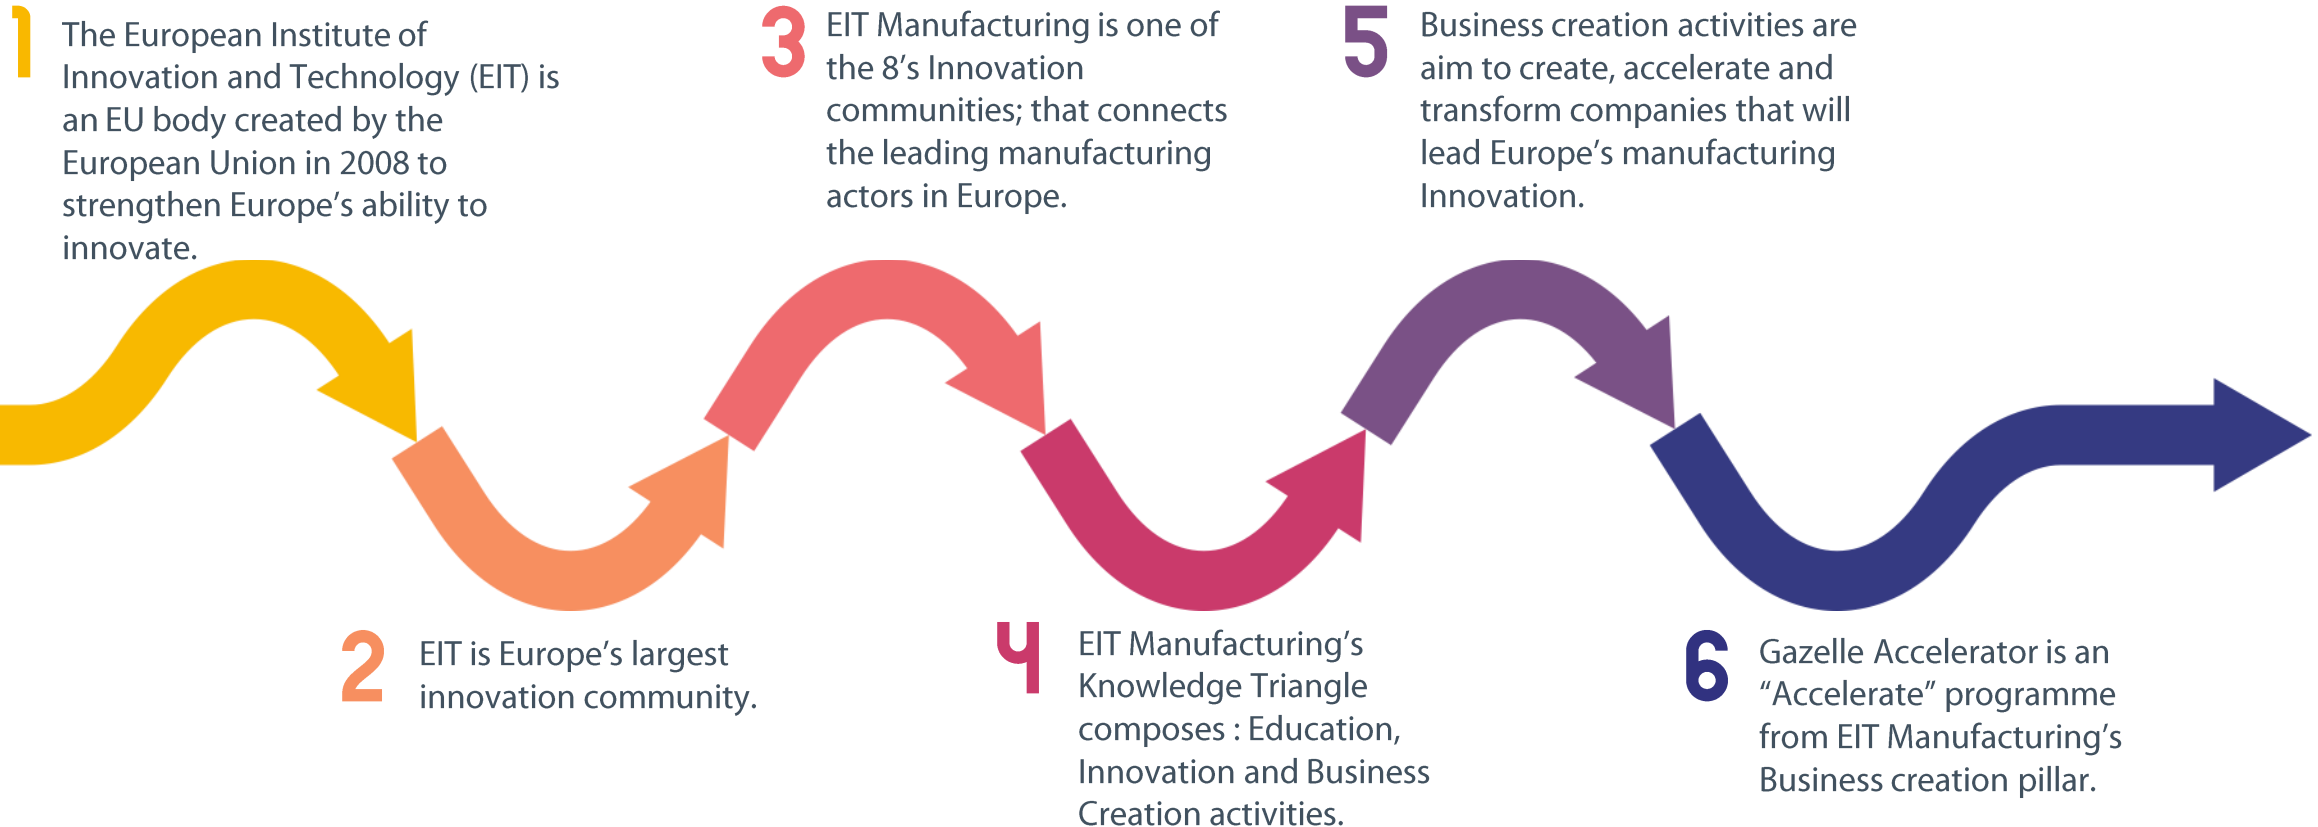 1
The European Institute of
Innovation and Technology (EIT) is
an EU body created by the
European Union in 2008 to
strengthen Europe’s ability to
innovate.
2
EIT is Europe’s largest
innovation community.
3
EIT Manufacturing is one of
the 8’s Innovation
communities; that connects
the leading manufacturing
actors in Europe.
4
EIT Manufacturing’s
Knowledge Triangle
composes : Education,
Innovation and Business
Creation activities.
5
Business creation activities are
aim to create, accelerate and
transform companies that will
lead Europe’s manufacturing
Innovation.
6
Gazelle Accelerator is an
“Accelerate” programme
from EIT Manufacturing’s
Business creation pillar.